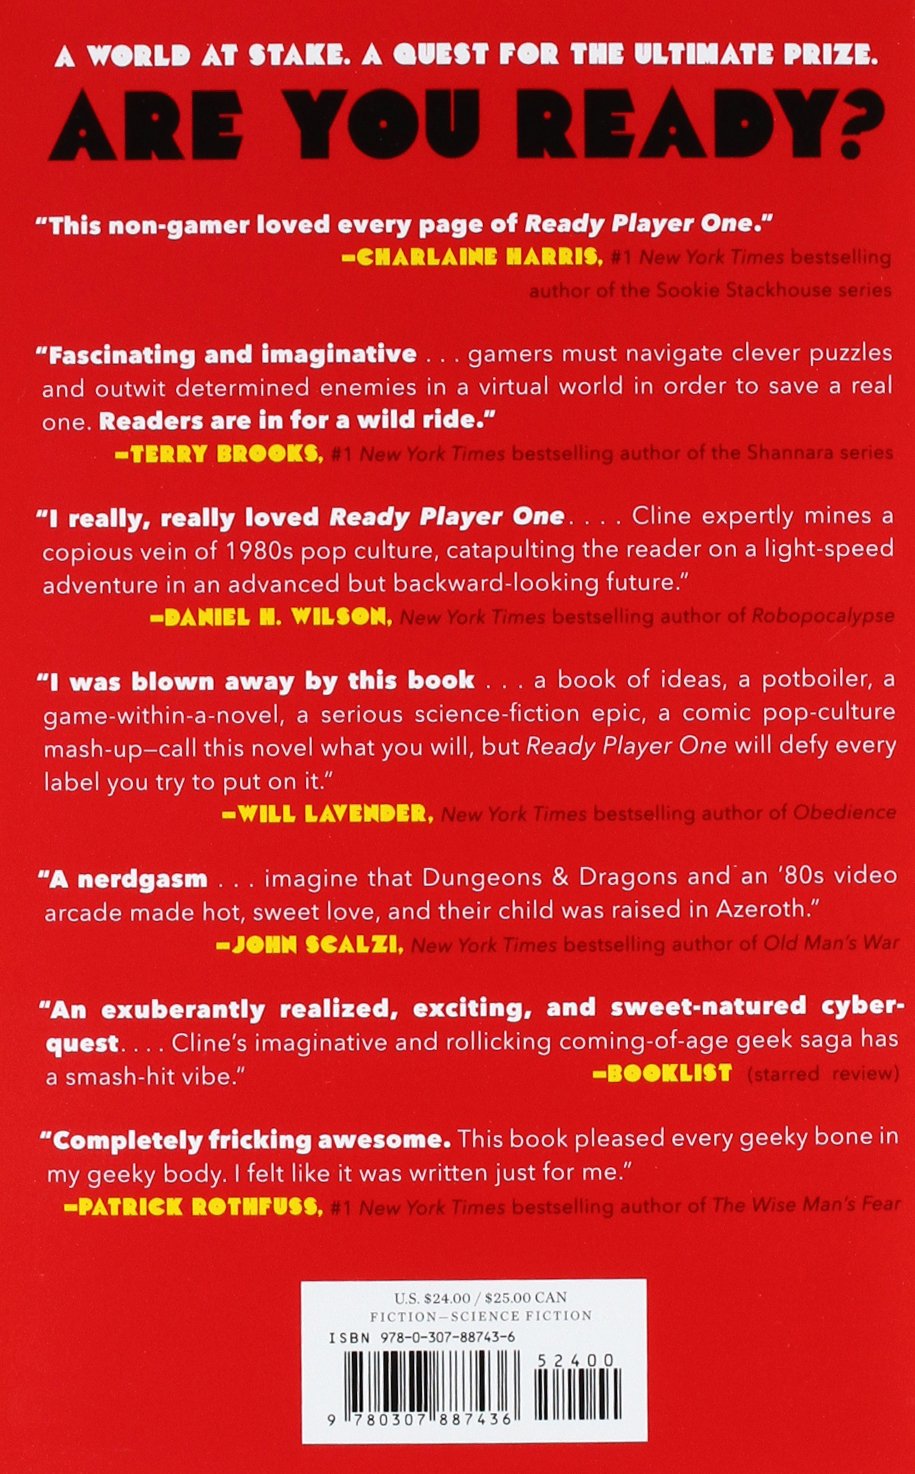 A WORLD AT STAKE. A QUEST FOR THE ULTIMATE PRIZE.
ARE YOU READY?
“This non-gamer loved every page of Ready Player One.”
–CHARLAINE HARRIS, #1 New York Times bestselling
author of the Sookie Stackhouse series
“Fascinating and imaginative . . . gamers must navigate clever puzzles
and outwit determined enemies in a virtual world in order to save a real
one. Readers are in for a wild ride.”
–TERRY BROOKS, #1 New York Times bestselling author of the Shannara series
“I really, really loved Ready Player One. . . . Cline expertly mines a
copious vein of 1980s pop culture, catapulting the reader on a light-speed
adventure in an advanced but backward-looking future.”
–DANIEL H. WILSON, New York Times bestselling author of Robopocalypse
“I was blown away by this book . . . a book of ideas, a potboiler, a
game-within-a-novel, a serious science-fiction epic, a comic pop-culture
mash-up—call this novel what you will, but Ready Player One will defy every
label you try to put on it.”
–WILL LAVENDER, New York Times bestselling author of Obedience
“A nerdgasm . . . imagine that Dungeons & Dragons and an ’80s video
arcade made hot, sweet love, and their child was raised in Azeroth.”
–JOHN SCALZI, New York Times bestselling author of Old Man’s War
“An exuberantly realized, exciting, and sweet-natured cyber-
quest. . . . Cline’s imaginative and rollicking coming-of-age geek saga has
a smash-hit vibe.” –BOOKLIST (starred review)
“Completely fricking awesome. This book pleased every geeky bone in
my geeky body. I felt like it was written just for me.”
–PATRICK ROTHFUSS, #1 New York Times bestselling author of The Wise Man’s Fear
U.S. $24.00 / $25.00 CAN
FICTION—SCIENCE FICTION
ISBN 978-0-307-88743-6
52400
9 780307 887436